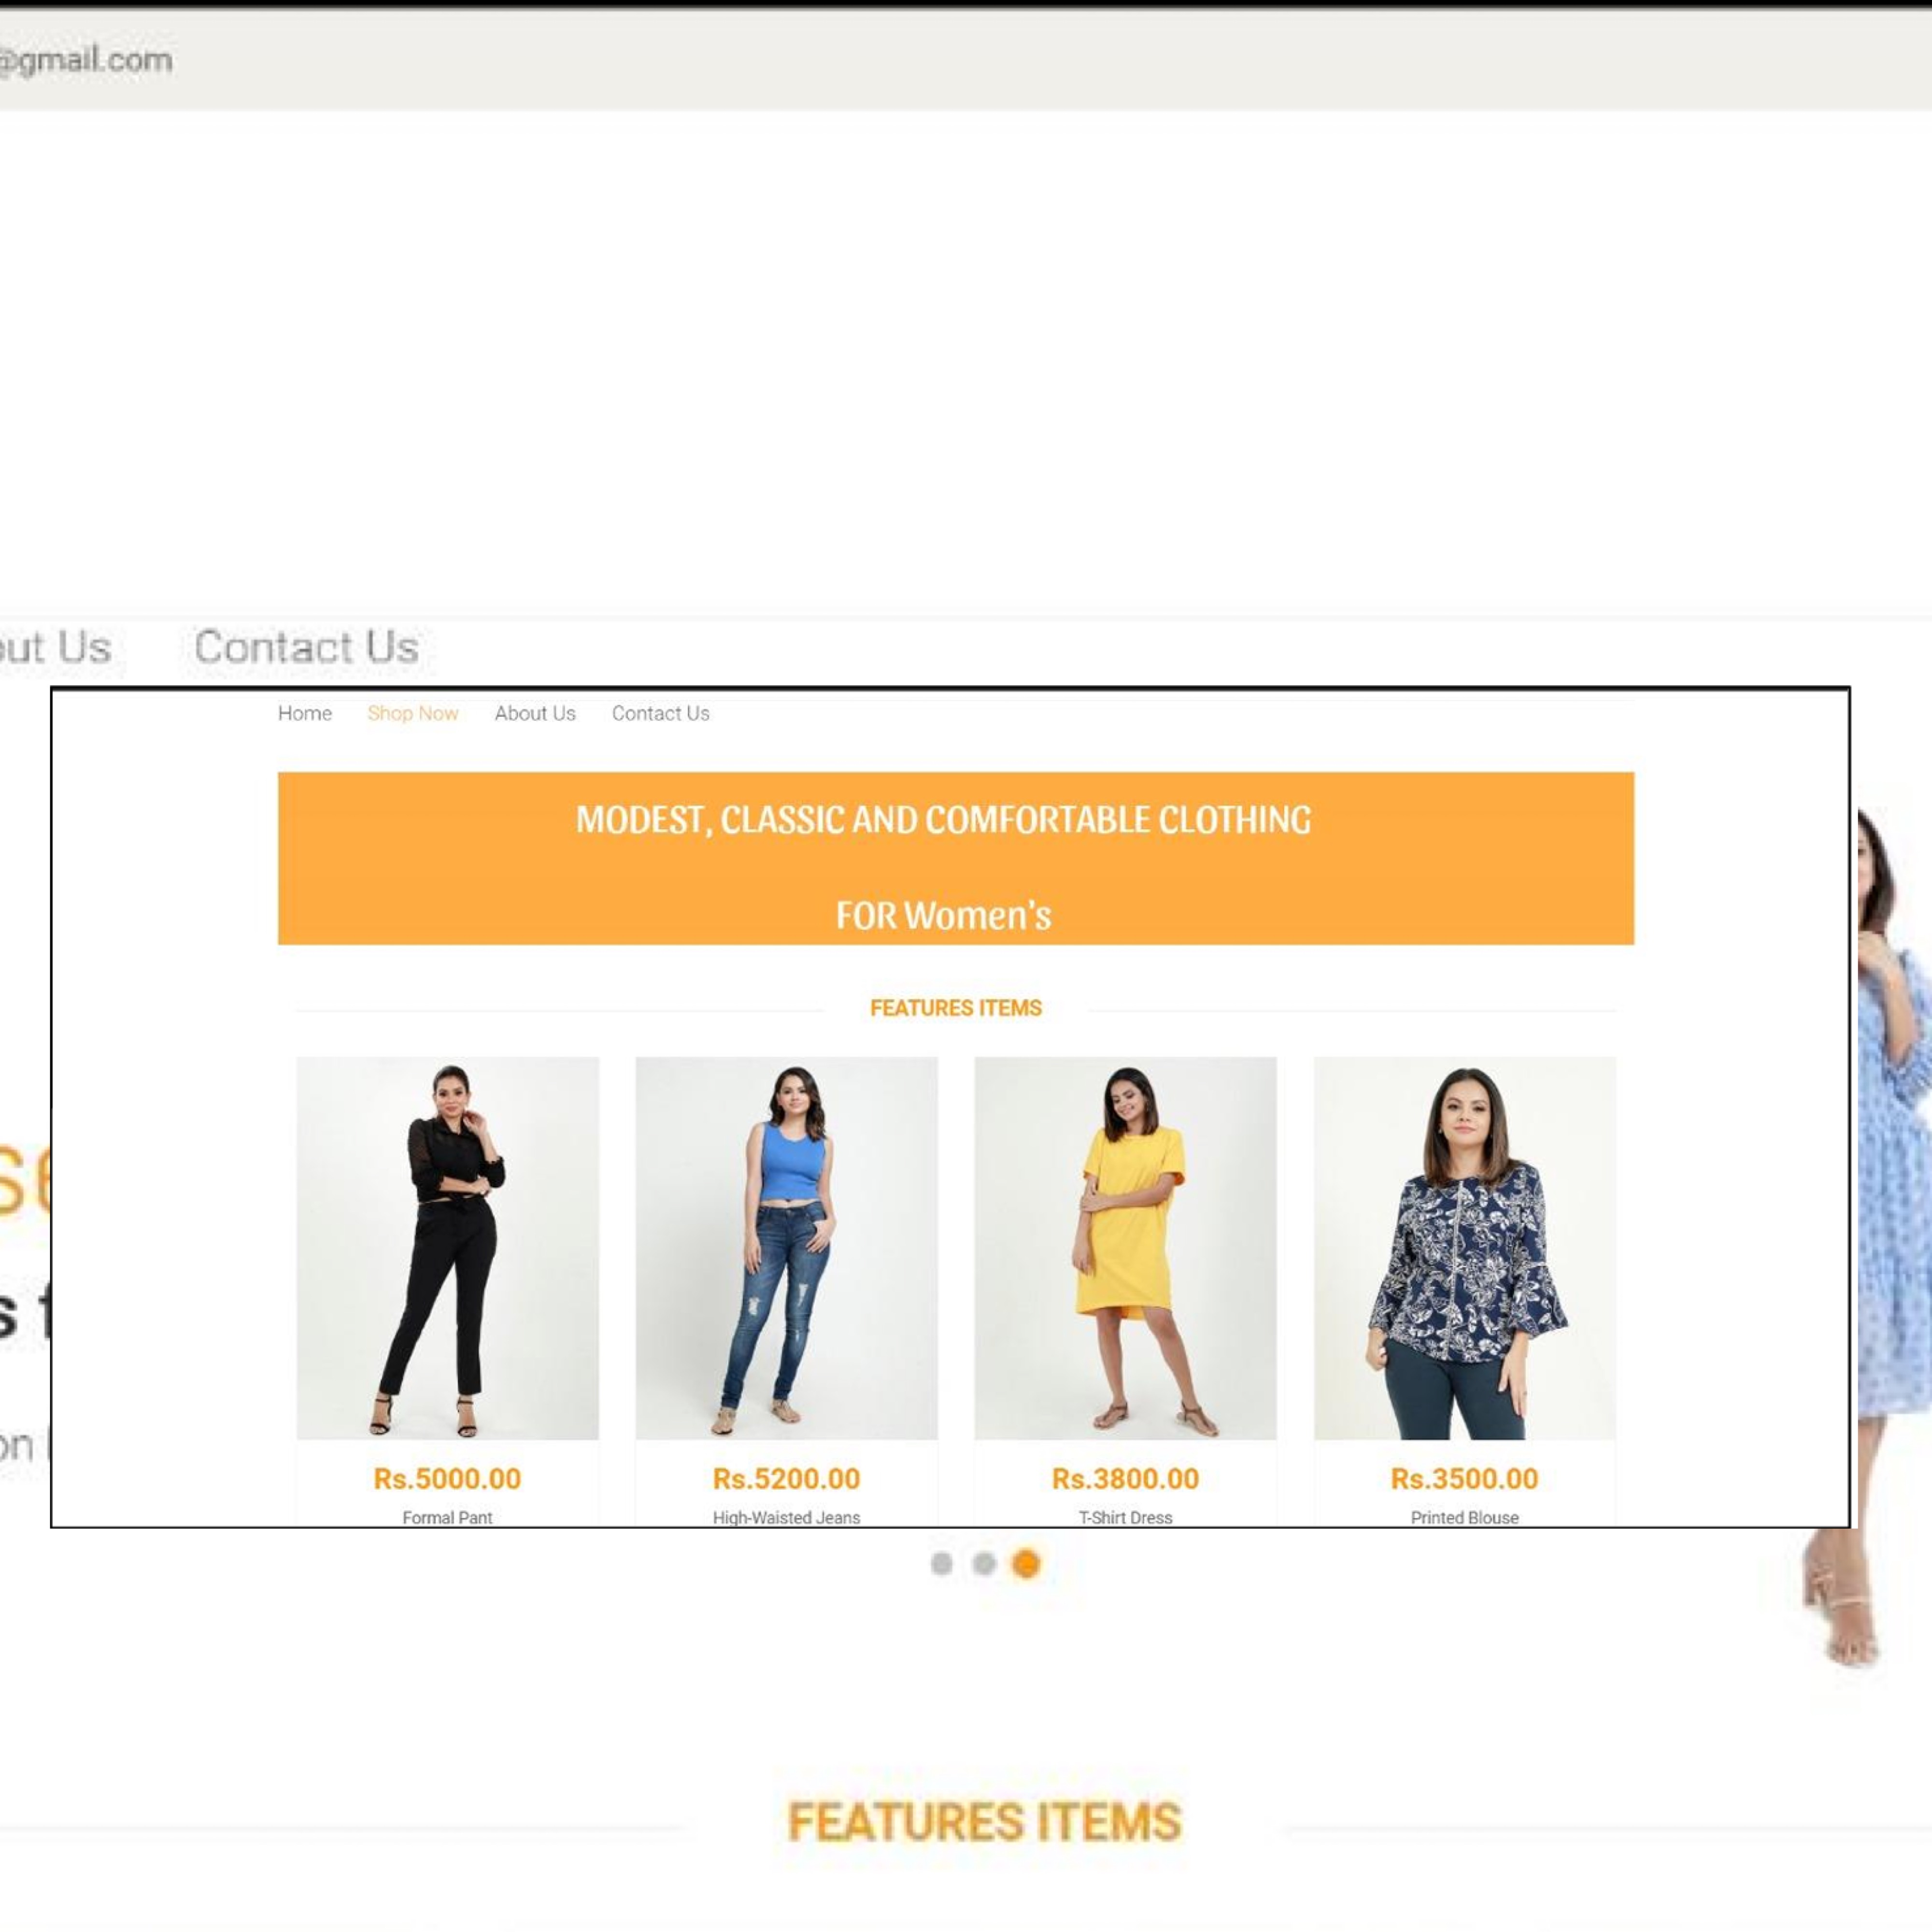 @gmail.com
out Us Contact Us
Home Shop Now About Us Contact Us
MODEST, CLASSIC AND COMFORTABLE CLOTHING
FOR Women's
FEATURES ITEMS
Rs.5000.00 Rs.5200.00 Rs.3800.00 Rs.3500.00
Formal Pant High-Waisted Jeans T-Shirt Dress Printed Blouse
FEATURES ITEMS